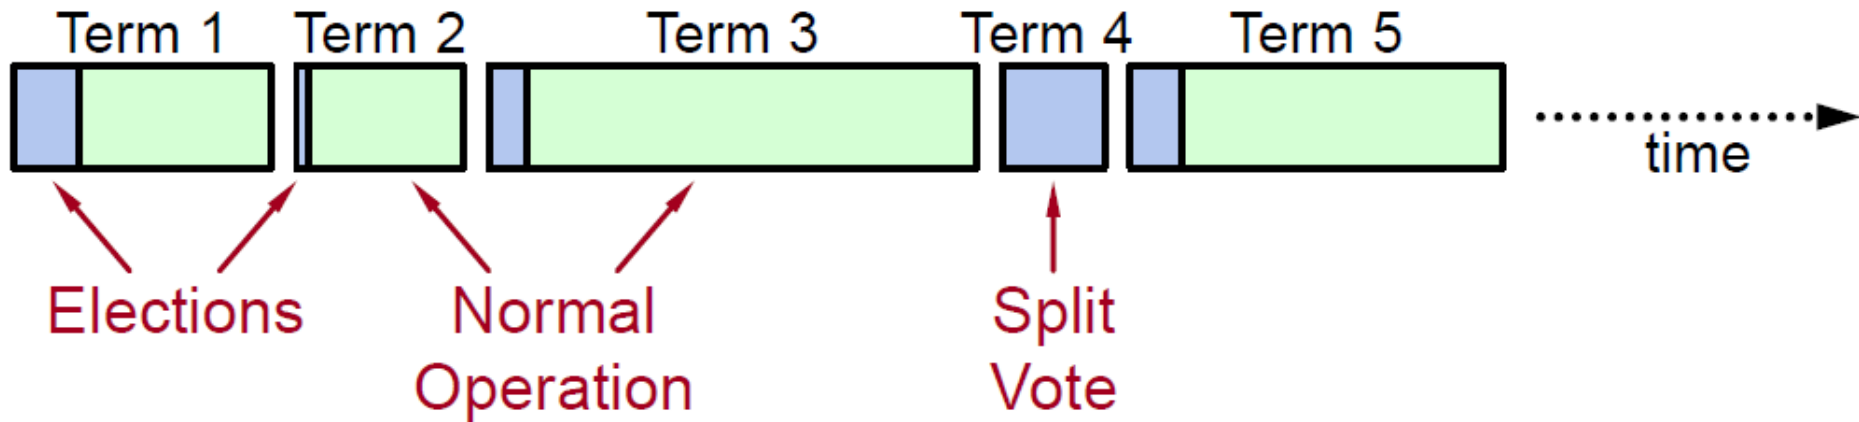 Term 1
Term 2
Term 3
Term 4
Term 5
time
Elections
Normal
Operation
Split
Vote